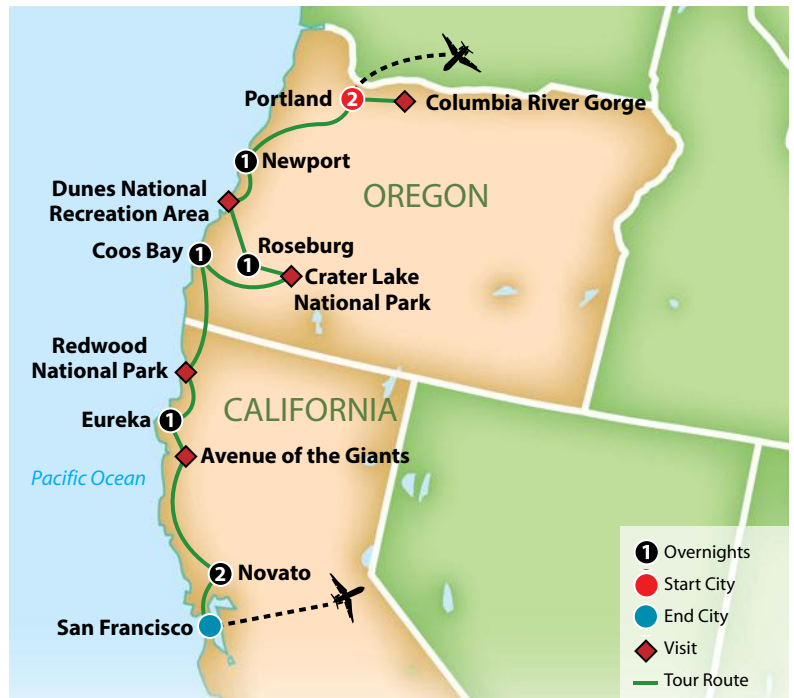 Portland
2
Columbia River Gorge
1
Newport
Dunes National
Recreation Area
OREGON
Coos Bay
1
Roseburg
1
Crater Lake
National Park
Redwood
National Park
CALIFORNIA
Eureka
1
Avenue of the Giants
Pacific Ocean
2
Novato
San Francisco
1 Overnights
Start City
End City
Visit
Tour Route